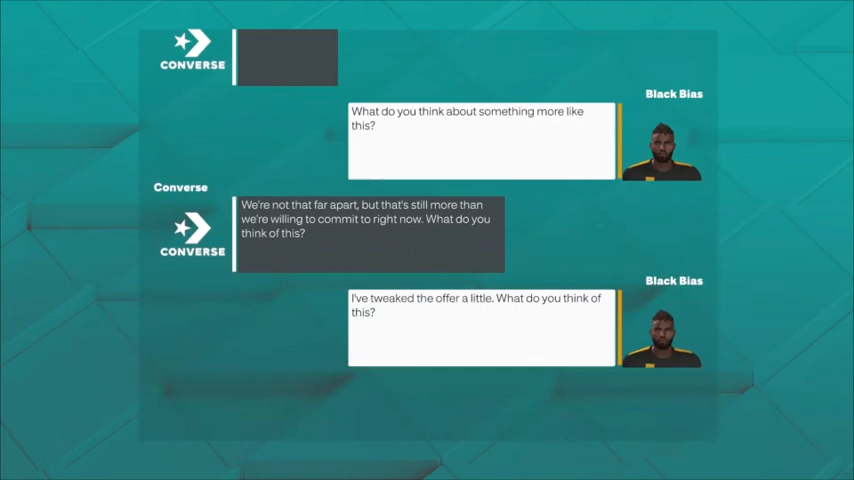 CONVERSE
Black Bias
What do you think about something more like
this?
Converse
We're not that far apart, but that's still more than
we're willing to commit to right now. What do you
think of this?
CONVERSE
Black Bias
I've tweaked the offer a little. What do you think of
this?